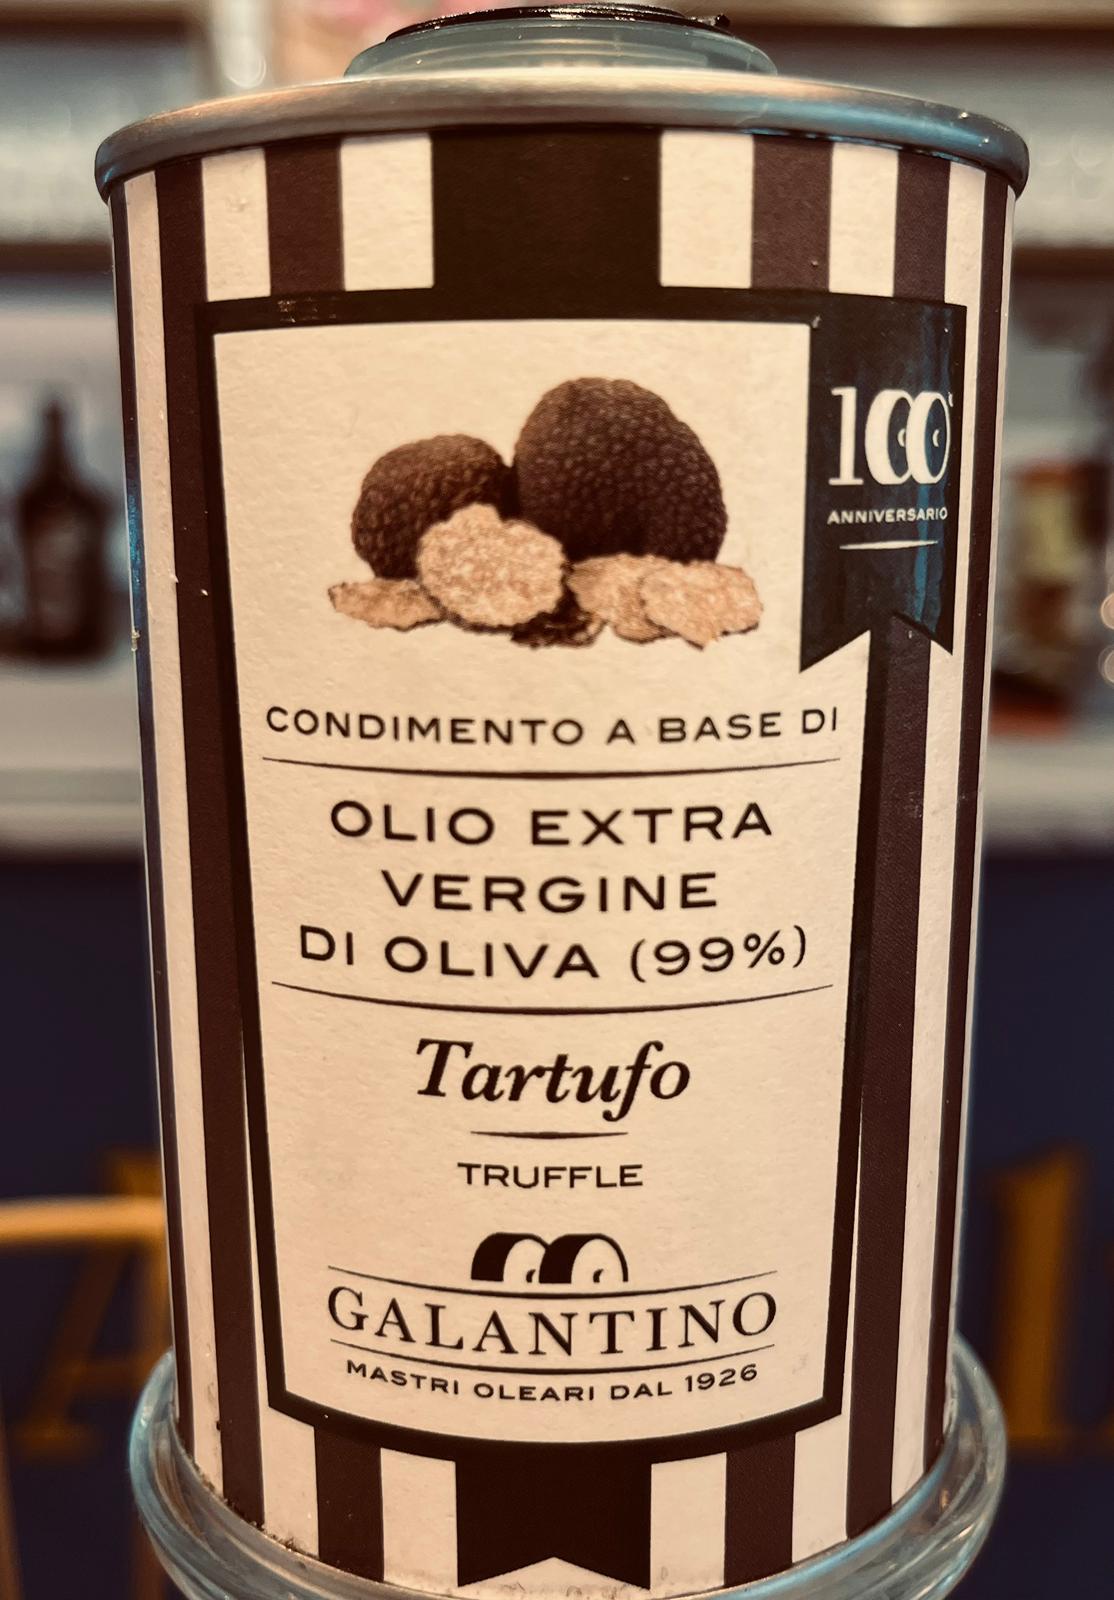 100°
ANNIVERSARIO
CONDIMENTO A BASE DI
OLIO EXTRA
VERGINE
DI OLIVA (99%)
Tartufo
TRUFFLE
GALANTINO
MASTRI OLEARI DAL 1926